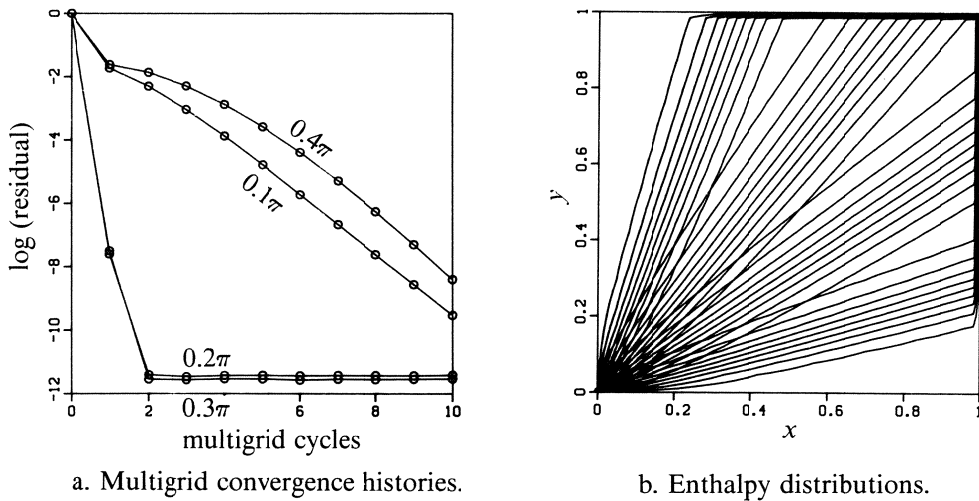 0
-2
-4
-6
-8
-10
-12
log (residual)
0.4π
0.1π
0.2π
0.3π
0
2
6
8
10
multigrid cycles
a. Multigrid convergence histories.
1
0.8
0.6
0.4
0.2
0
y
0
0.2
0.4
0.6
0.8
1
x
b. Enthalpy distributions.